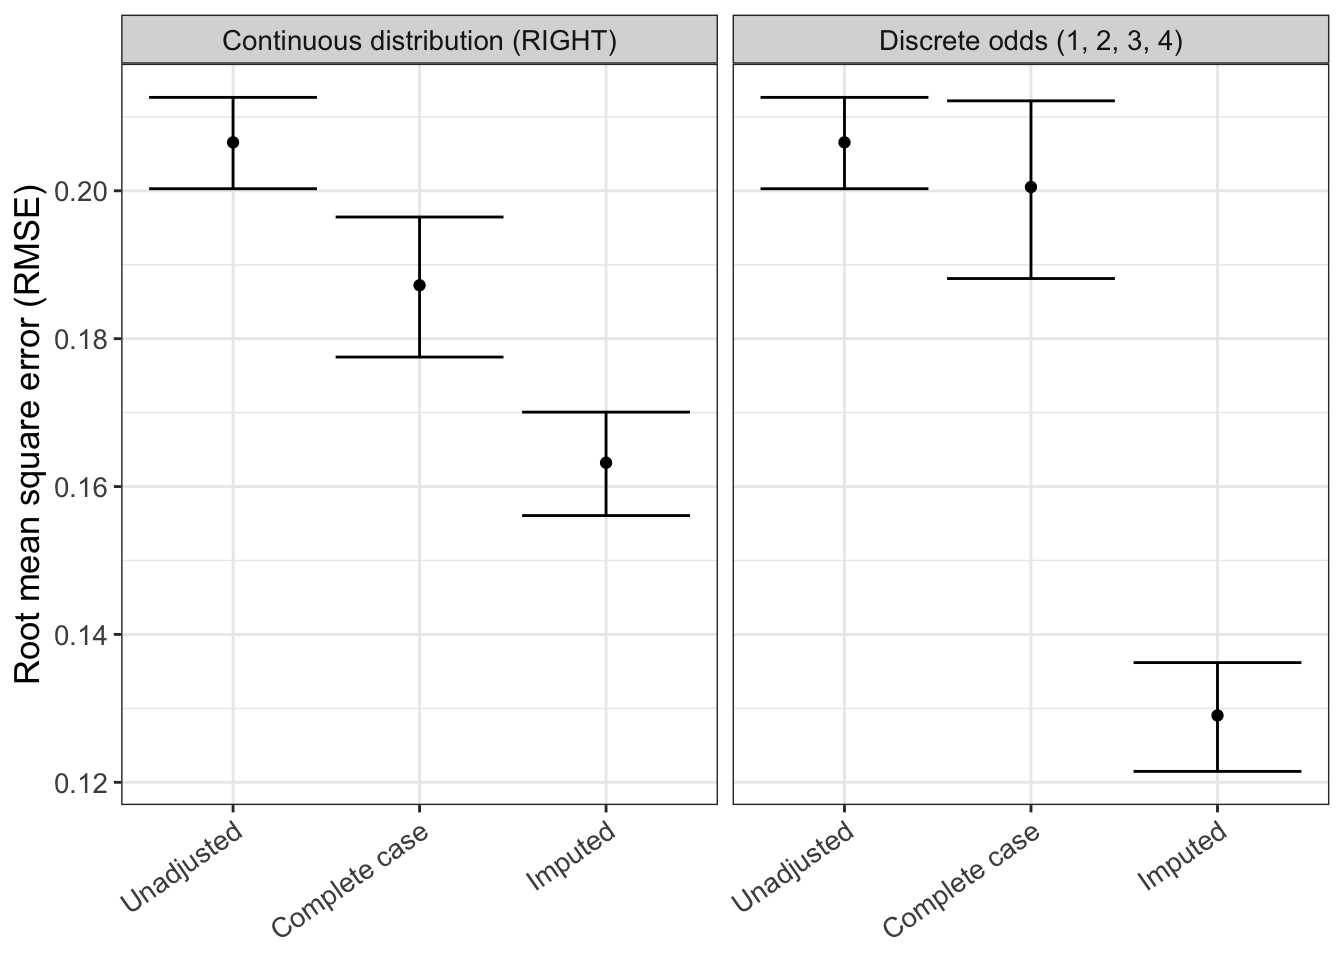 Continuous distribution (RIGHT)
Discrete odds (1, 2, 3, 4)
Root mean square error (RMSE)
0.20
0.18
0.16
0.14
0.12
Unadjusted
Complete case
Imputed
Unadjusted
Complete case
Imputed